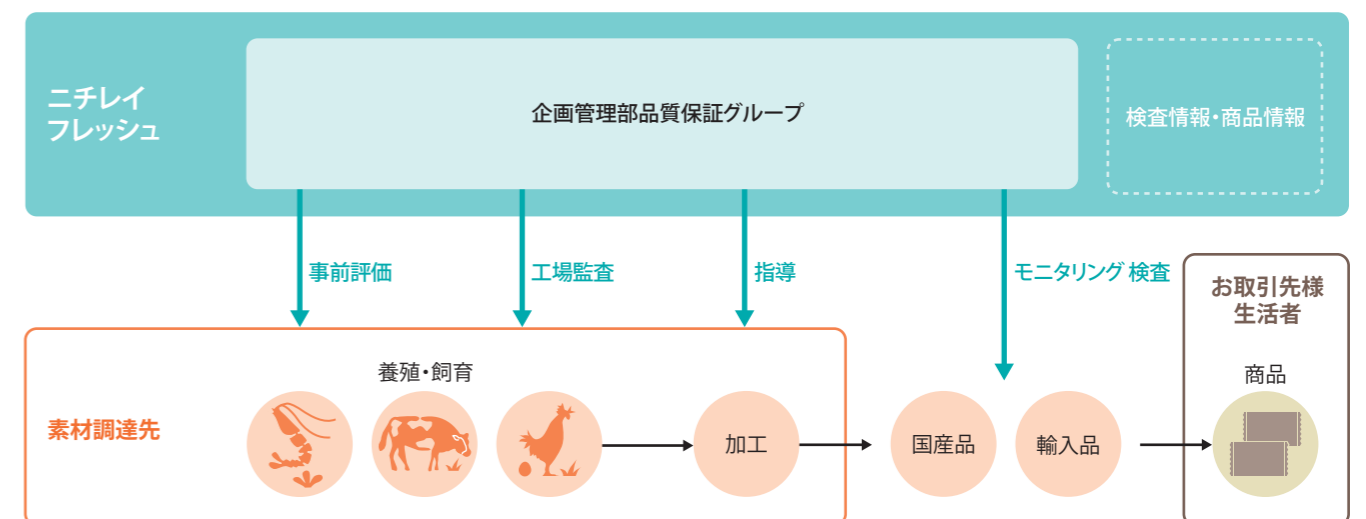 ニチレイ
フレッシュ
企画管理部品質保証グループ
検査情報・商品情報
事前評価
工場監査
指導
モニタリング 検査
お取引先様
生活者
養殖・飼育
商品
素材調達先
加工
国産品
輸入品